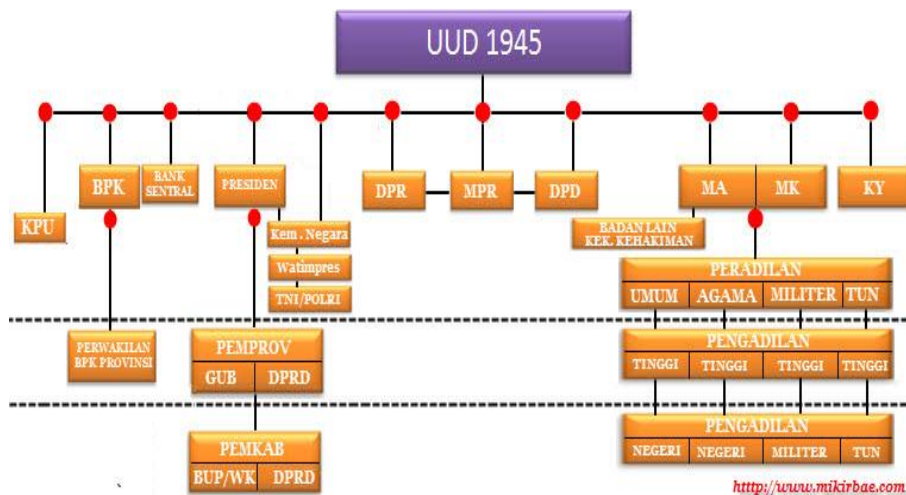 UUD 1945
BPK
BANK
SENTRAL
PRESIDEN
DPR
MPR
DPD
MA
MK
KY
KPU
Kem . Negara
Watimpres
TNI/POLRI
BADAN LAIN
KEK. KEHAKIMAN
PERADILAN
UMUM AGAMA MILITER TUN
PERWAKILAN
BPK PROVINSI
PEMPROV
GUB DPRD
PENGADILAN
TINGGI TINGGI TINGGI TINGGI
PEMKAB
BUP/WK DPRD
PENGADILAN
NEGERI NEGERI MILITER TUN
http://www.mikirbae.com